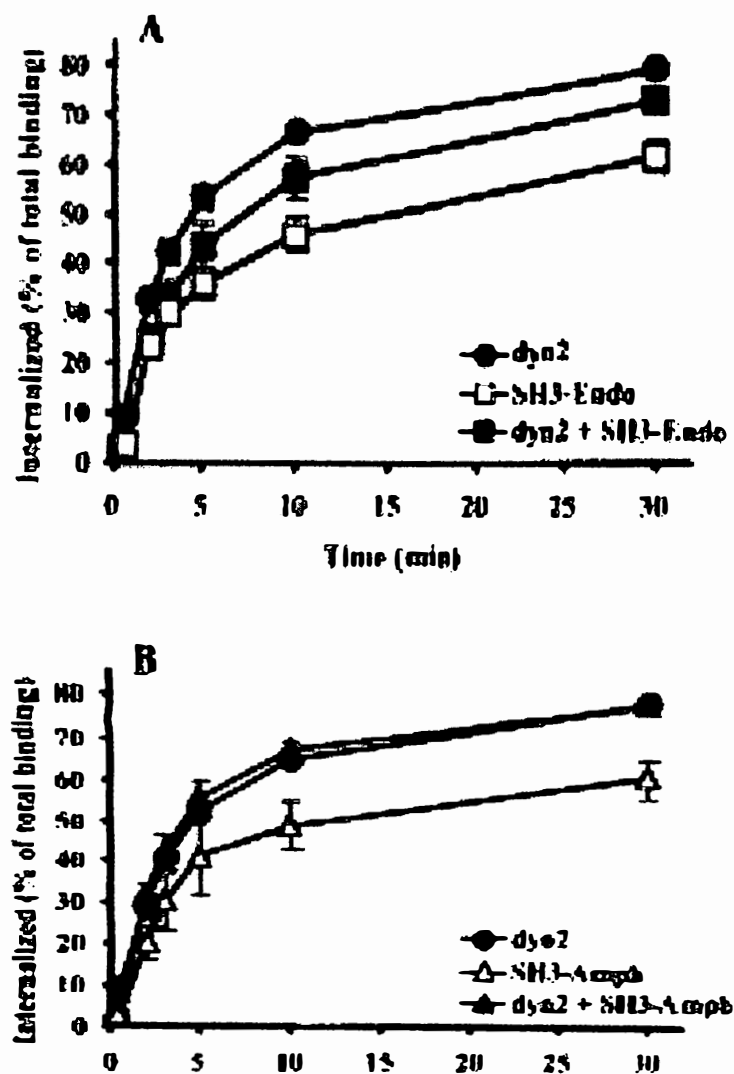 A
Internalized (% of total binding)
80
70
60
50
40
30
20
10
0
dyn2
SH3-Endo
dyn2 + SH3-Endo
0 5 10 15 20 25 30
Time (min)
B
Internalized (% of total binding)
80
70
60
50
40
30
20
10
0
dyn2
SH3-Amph
dyn2 + SH3-Amph
0 5 10 15 20 25 30